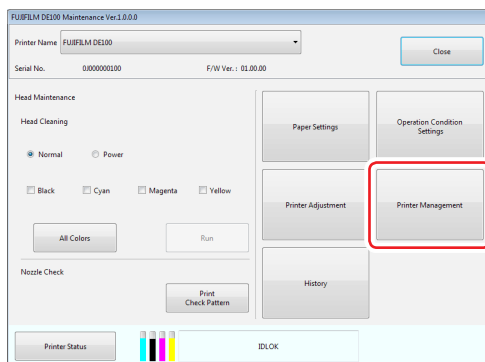 FUJIFILM DE100 Maintenance Ver.1.0.0.0
Printer Name FUJIFILM DE100
Close
Serial No. 0J000000100 F/W Ver. : 01.00.00
Head Maintenance
Head Cleaning
Normal Power
Black Cyan Magenta Yellow
All Colors Run
Nozzle Check
Print
Check Pattern
Paper Settings
Operation Condition
Settings
Printer Adjustment
Printer Management
History
Printer Status
IDLOK